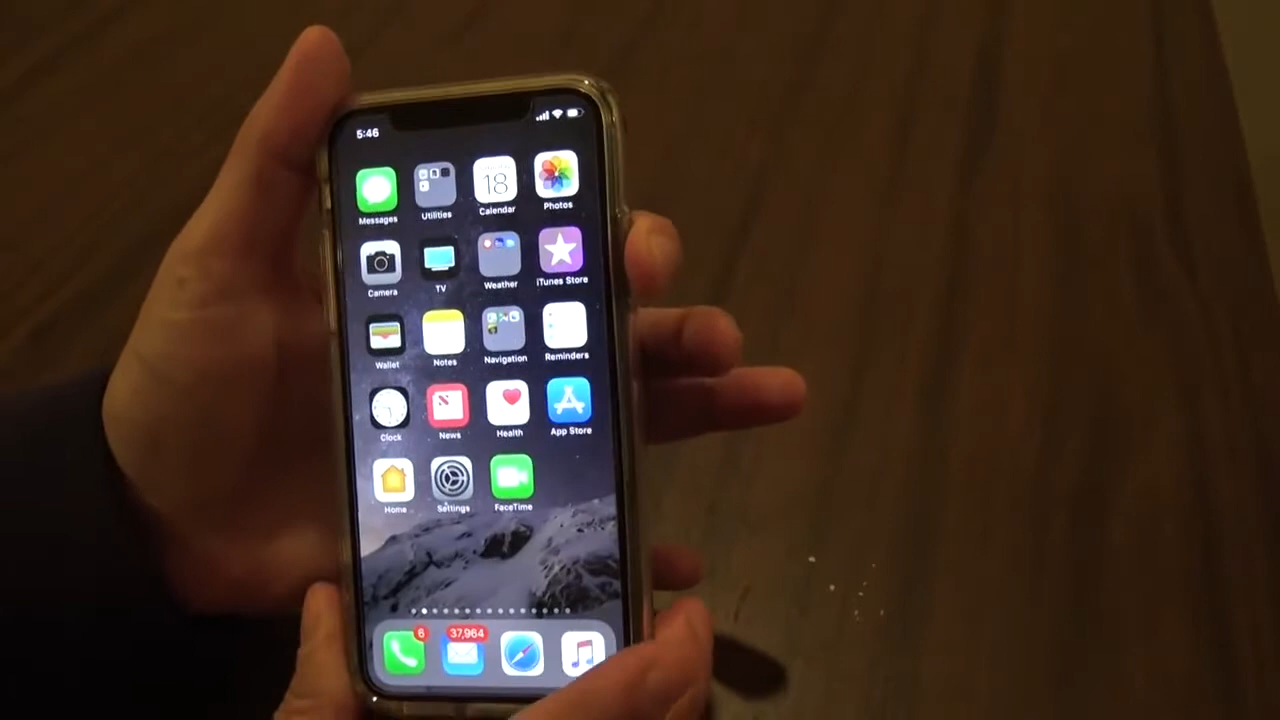 5:46
18
Messages Utilities Calendar Photos
Camera TV Weather iTunes Store
Wallet Notes Navigation Reminders
Clock News Health App Store
Home Settings FaceTime
6 37,964